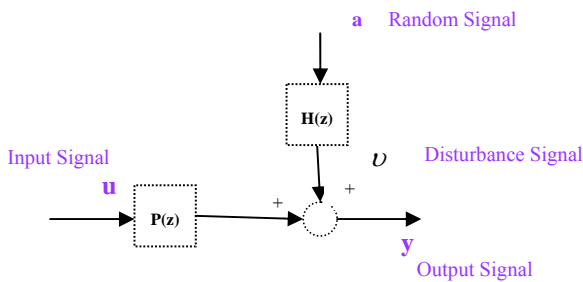 a Random Signal
H(z)
υ Disturbance Signal
Input Signal
u
+
+
P(z)
y
Output Signal